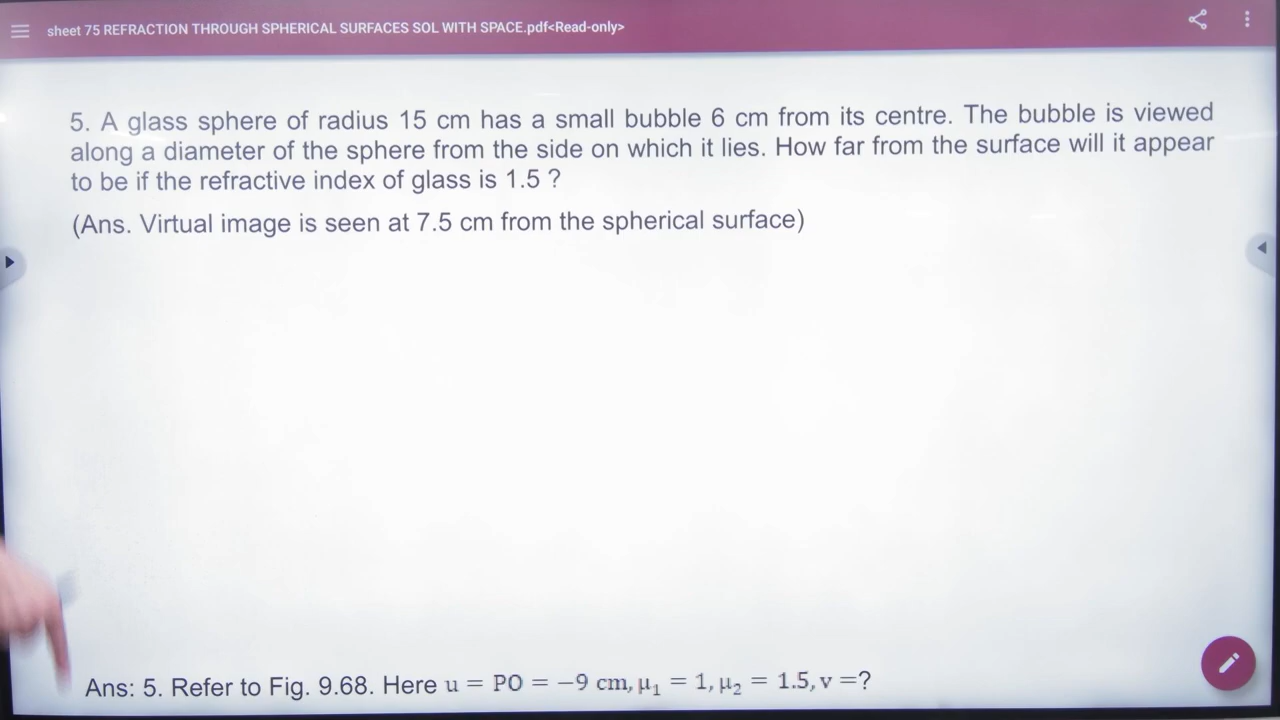 sheet 75 REFRACTION THROUGH SPHERICAL SURFACES SOL WITH SPACE.pdf<Read-only>
5. A glass sphere of radius 15 cm has a small bubble 6 cm from its centre. The bubble is viewed
along a diameter of the sphere from the side on which it lies. How far from the surface will it appear
to be if the refractive index of glass is 1.5 ?
(Ans. Virtual image is seen at 7.5 cm from the spherical surface)
Ans: 5. Refer to Fig. 9.68. Here u = PO = −9 cm, μ₁ = 1, μ₂ = 1.5, v =?